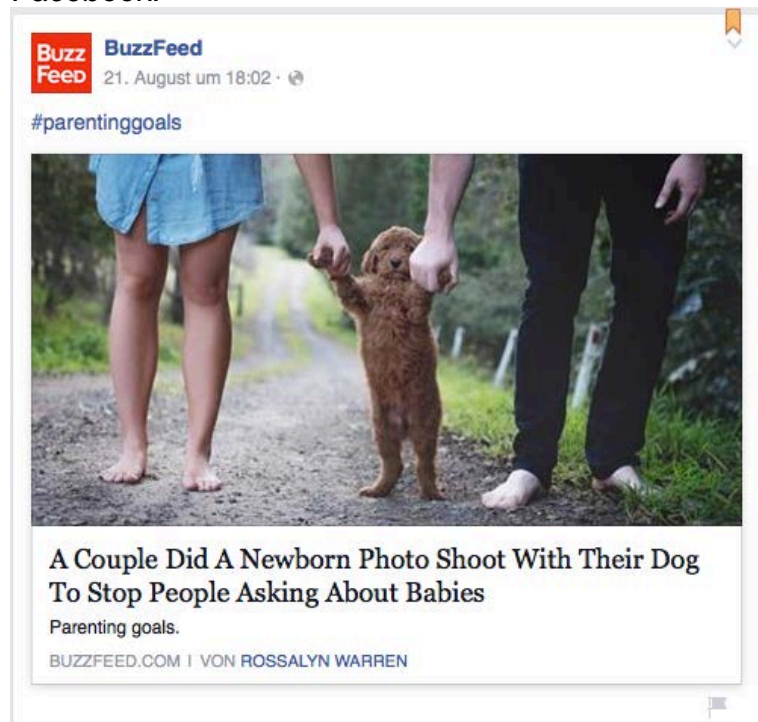 Facebook.
Buzz
FeeD
BuzzFeed
21. August um 18:02 ·
#parentinggoals
A Couple Did A Newborn Photo Shoot With Their Dog
To Stop People Asking About Babies
Parenting goals.
BUZZFEED.COM | VON ROSSALYN WARREN